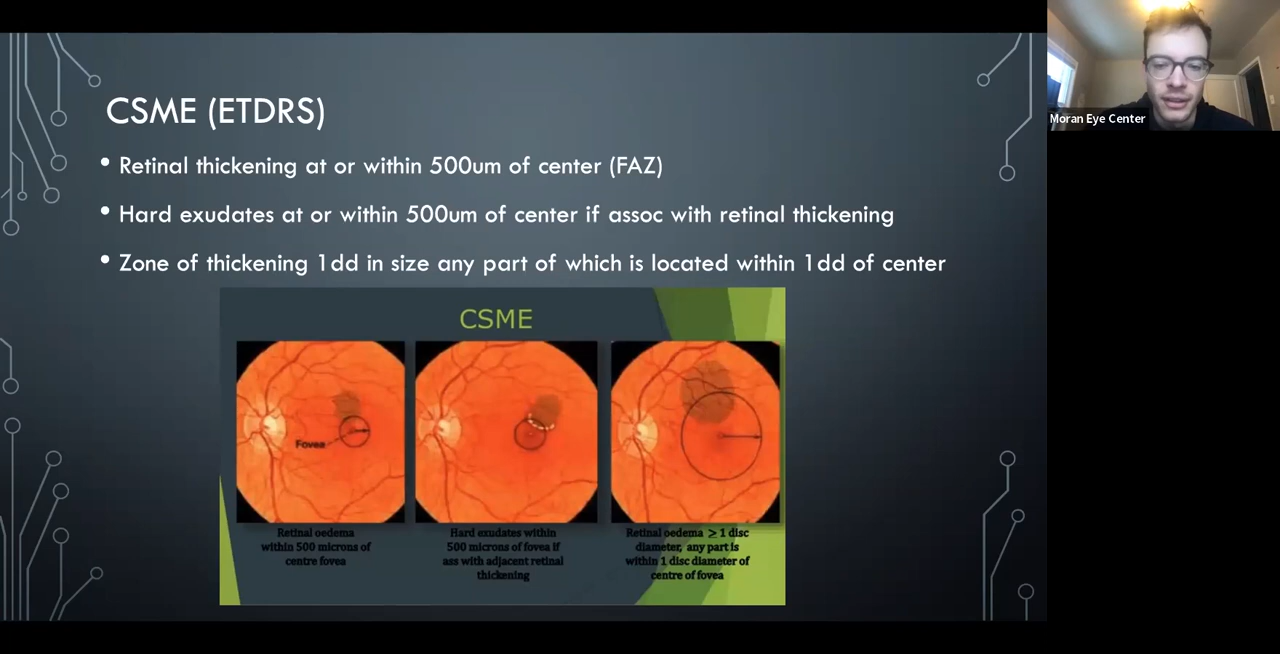 CSME (ETDRS)
• Retinal thickening at or within 500um of center (FAZ)
• Hard exudates at or within 500um of center if assoc with retinal thickening
• Zone of thickening 1dd in size any part of which is located within 1dd of center
CSME
Fovea
Retinal oedema
within 500 microns of
centre fovea
Hard exudates within
500 microns of fovea if
ass with adjacent retinal
thickening
Retinal oedema ≥ 1 disc
diameter, any part is
within 1 disc diameter of
centre of fovea
Moran Eye Center